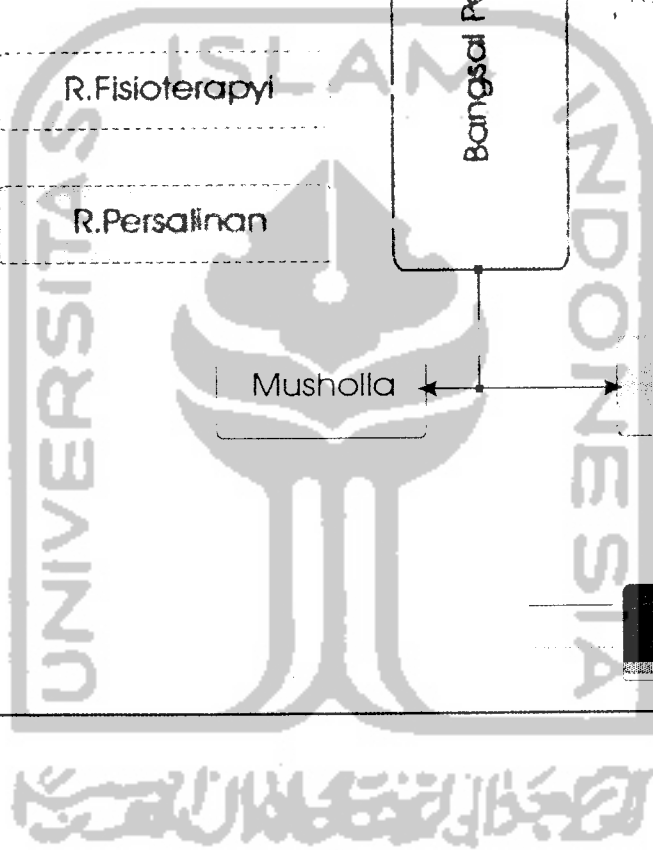 ISLAM
UNIVERSITAS
INDONESIA
R.Fisioterapyi
R.Persalinan
Bangsal
Musholla